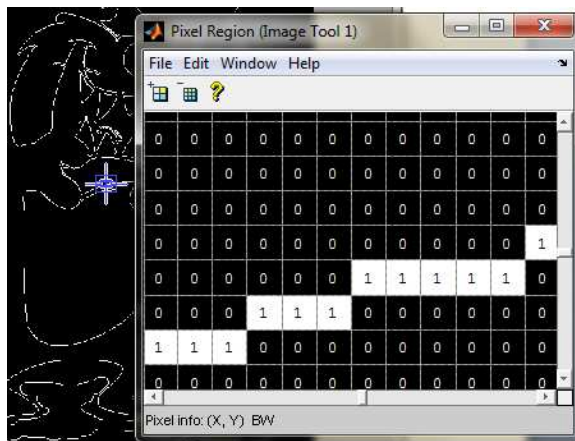 Pixel Region (Image Tool 1)
File Edit Window Help
0 0 0 0 0 0 0 0 0 0 0 0
0 0 0 0 0 0 0 0 0 0 0 0
0 0 0 0 0 0 0 0 0 0 0 0
0 0 0 0 0 0 0 0 0 0 0 1
0 0 0 0 0 0 1 1 1 1 1 0
0 0 0 1 1 1 0 0 0 0 0 0
1 1 1 0 0 0 0 0 0 0 0 0
0 0 0 0 0 0 0 0 0 0 0 0
Pixel info: (X, Y) BW